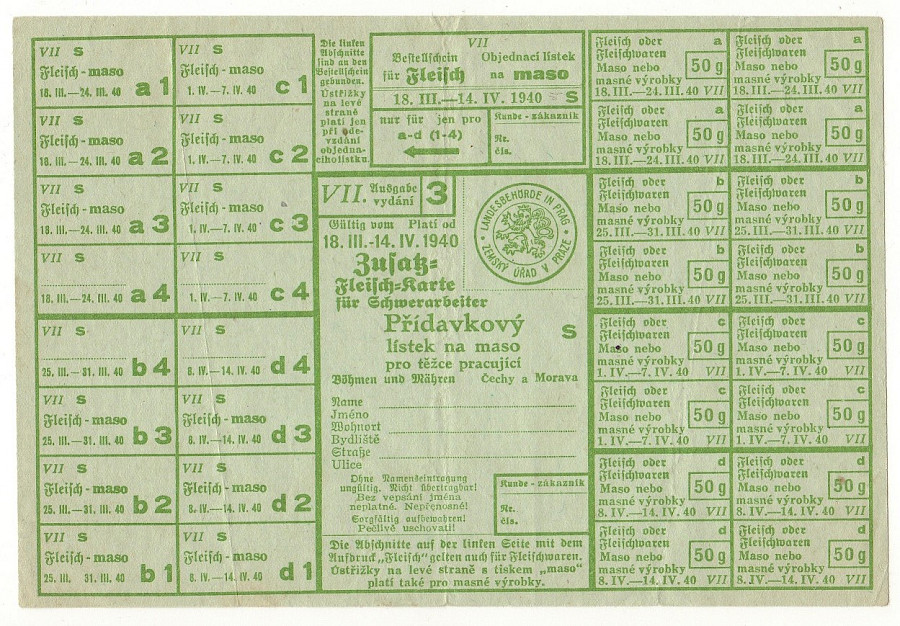 VII S
Fleisch - maso
18. III.—24. III. 40 a 1
VII S
Fleisch - maso
1. IV.—7. IV. 40 c 1
VII S
Fleisch - maso
18. III.—24. III. 40 a 2
VII S
Fleisch - maso
1. IV.—7. IV. 40 c 2
VII S
Fleisch - maso
18. III.—24. III. 40 a 3
VII S
Fleisch - maso
1. IV.—7. IV. 40 c 3
VII S
18. III.—24. III. 40 a 4
VII S
1. IV.—7. IV. 40 c 4
VII S
25. III.—31. III. 40 b 4
VII S
8. IV.—14. IV. 40 d 4
VII S
Fleisch - maso
25. III.—31. III. 40 b 3
VII S
Fleisch - maso
8. IV.—14. IV. 40 d 3
VII S
Fleisch - maso
25. III.—31. III. 40 b 2
VII S
Fleisch - maso
8. IV.—14. IV. 40 d 2
VII S
Fleisch - maso
25. III. 31. III. 40 b 1
VII S
Fleisch - maso
8. IV.—14. IV. 40 d 1
Die linken
Abschnitte
sind an den
Bestellschein
gebunden.
Ústřižky
na levé
straně
platí jen
při ode-
vzdání
objedna-
cíholístku.
VII
Bestellschein Objednací lístek
für Fleisch na maso
18. III.—14. IV. 1940 S
nur für jen pro
a-d (1-4)
Kunde - zákazník
Nr.
čís.
VII. Ausgabe
vydání 3
Gültig vom Platí od
18. III.-14. IV. 1940
Zusatz=
Fleisch=Karte
für Schwerarbeiter
LANDESBEHÖRDE IN PRAG
ZEMSKÝ ÚŘAD V PRAZE
Přídavkový S
lístek na maso
pro těžce pracující
Böhmen und Mähren Čechy a Morava
Name
Jméno
Wohnort
Bydliště
Straße
Ulice
Ohne Namenseintragung
ungültig. Nicht übertragbar!
Bez vepsání jména
neplatné. Nepřenosné!
Sorgfältig aufbewahren!
Pečlivě uschovati!
Kunde - zákazník
Nr.
čís.
Die Abschnitte auf der linken Seite mit dem
Aufdruck „Fleisch" gelten auch für Fleischwaren.
Ústřižky na levé straně s tiskem „maso"
platí také pro masné výrobky.
Fleisch oder a
Fleischwaren
Maso nebo 50 g
masné výrobky
18. III.—24. III. 40 VII
Fleisch oder a
Fleischwaren
Maso nebo 50 g
masné výrobky
18. III.—24. III. 40 VII
Fleisch oder a
Fleischwaren
Maso nebo 50 g
masné výrobky
18. III.—24. III. 40 VII
Fleisch oder a
Fleischwaren
Maso nebo 50 g
masné výrobky
18. III.—24. III. 40 VII
Fleisch oder b
Fleischwaren
Maso nebo 50 g
masné výrobky
25. III.—31. III. 40 VII
Fleisch oder b
Fleischwaren
Maso nebo 50 g
masné výrobky
25. III.—31. III. 40 VII
Fleisch oder b
Fleischwaren
Maso nebo 50 g
masné výrobky
25. III.—31. III. 40 VII
Fleisch oder b
Fleischwaren
Maso nebo 50 g
masné výrobky
25. III.—31. III. 40 VII
Fleisch oder c
Fleischwaren
Maso nebo 50 g
masné výrobky
1. IV.—7. IV. 40 VII
Fleisch oder c
Fleischwaren
Maso nebo 50 g
masné výrobky
1. IV.—7. IV. 40 VII
Fleisch oder c
Fleischwaren
Maso nebo 50 g
masné výrobky
1. IV.—7. IV. 40 VII
Fleisch oder c
Fleischwaren
Maso nebo 50 g
masné výrobky
1. IV.—7. IV. 40 VII
Fleisch oder d
Fleischwaren
Maso nebo 50 g
masné výrobky
8. IV.—14. IV. 40 VII
Fleisch oder d
Fleischwaren
Maso nebo 50 g
masné výrobky
8. IV.—14. IV. 40 VII
Fleisch oder d
Fleischwaren
Maso nebo 50 g
masné výrobky
8. IV.—14. IV. 40 VII
Fleisch oder d
Fleischwaren
Maso nebo 50 g
masné výrobky
8. IV.—14. IV. 40 VII